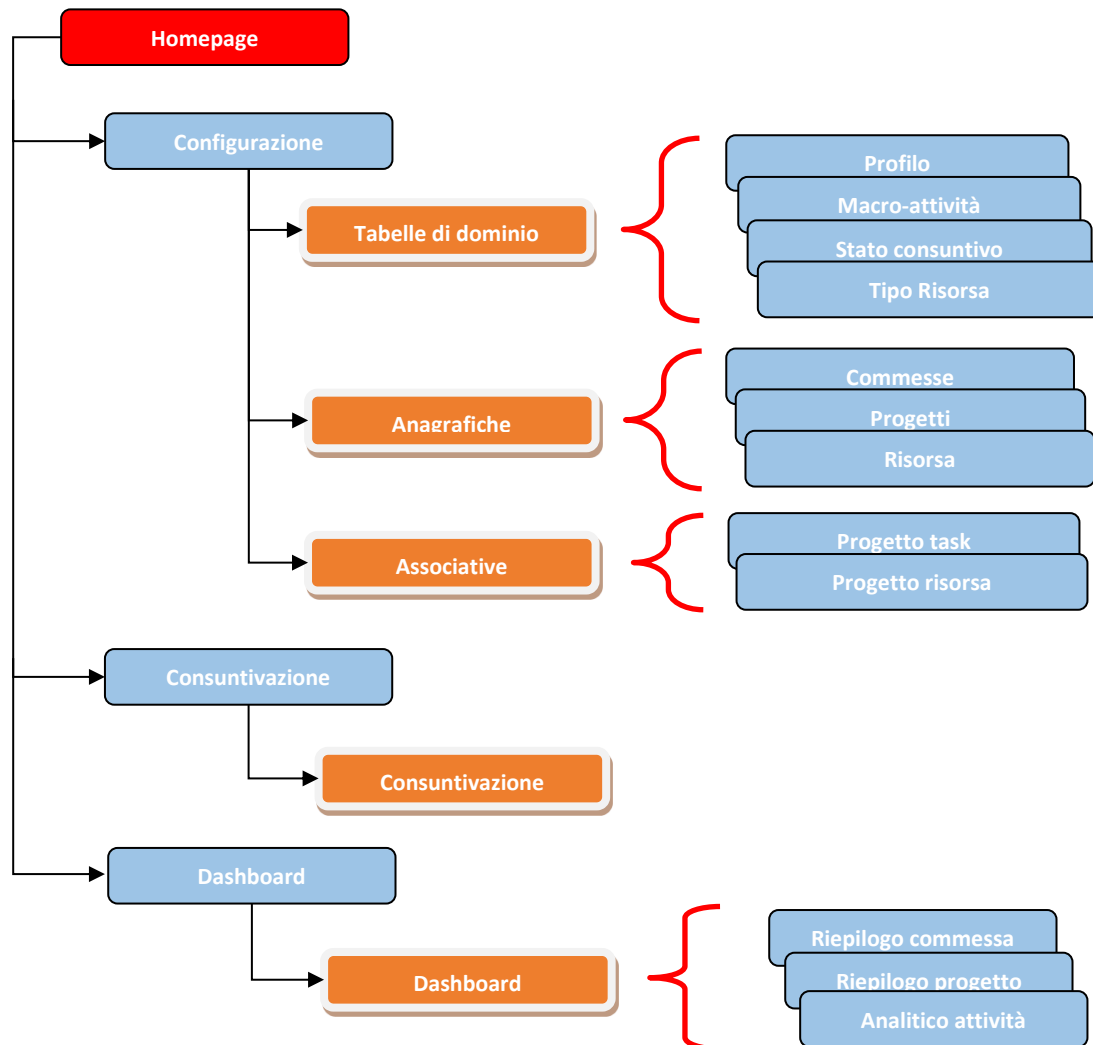 Homepage
Configurazione
Tabelle di dominio
Profilo
Macro-attività
Stato consuntivo
Tipo Risorsa
Anagrafiche
Commesse
Progetti
Risorsa
Associative
Progetto task
Progetto risorsa
Consuntivazione
Consuntivazione
Dashboard
Dashboard
Riepilogo commessa
Riepilogo progetto
Analitico attività